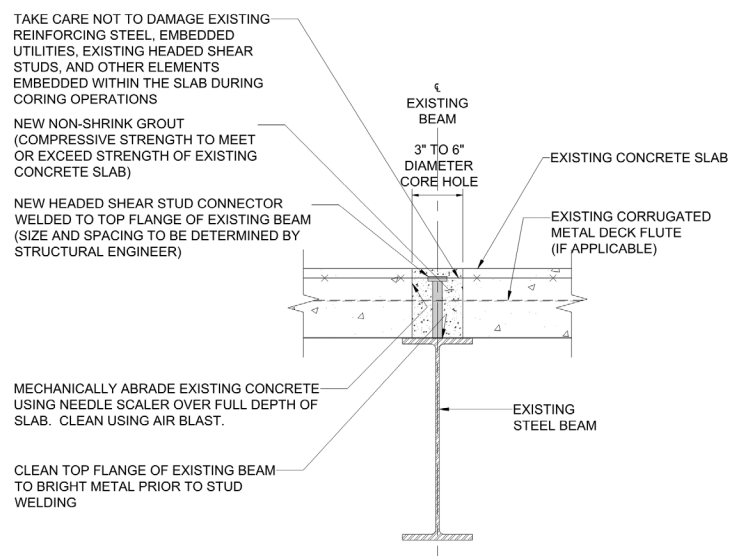 TAKE CARE NOT TO DAMAGE EXISTING
REINFORCING STEEL, EMBEDDED
UTILITIES, EXISTING HEADED SHEAR
STUDS, AND OTHER ELEMENTS
EMBEDDED WITHIN THE SLAB DURING
CORING OPERATIONS
NEW NON-SHRINK GROUT
(COMPRESSIVE STRENGTH TO MEET
OR EXCEED STRENGTH OF EXISTING
CONCRETE SLAB)
NEW HEADED SHEAR STUD CONNECTOR
WELDED TO TOP FLANGE OF EXISTING BEAM
(SIZE AND SPACING TO BE DETERMINED BY
STRUCTURAL ENGINEER)
℄
EXISTING
BEAM
3" TO 6"
DIAMETER
CORE HOLE
EXISTING CONCRETE SLAB
EXISTING CORRUGATED
METAL DECK FLUTE
(IF APPLICABLE)
MECHANICALLY ABRADE EXISTING CONCRETE
USING NEEDLE SCALER OVER FULL DEPTH OF
SLAB. CLEAN USING AIR BLAST.
CLEAN TOP FLANGE OF EXISTING BEAM
TO BRIGHT METAL PRIOR TO STUD
WELDING
EXISTING
STEEL BEAM